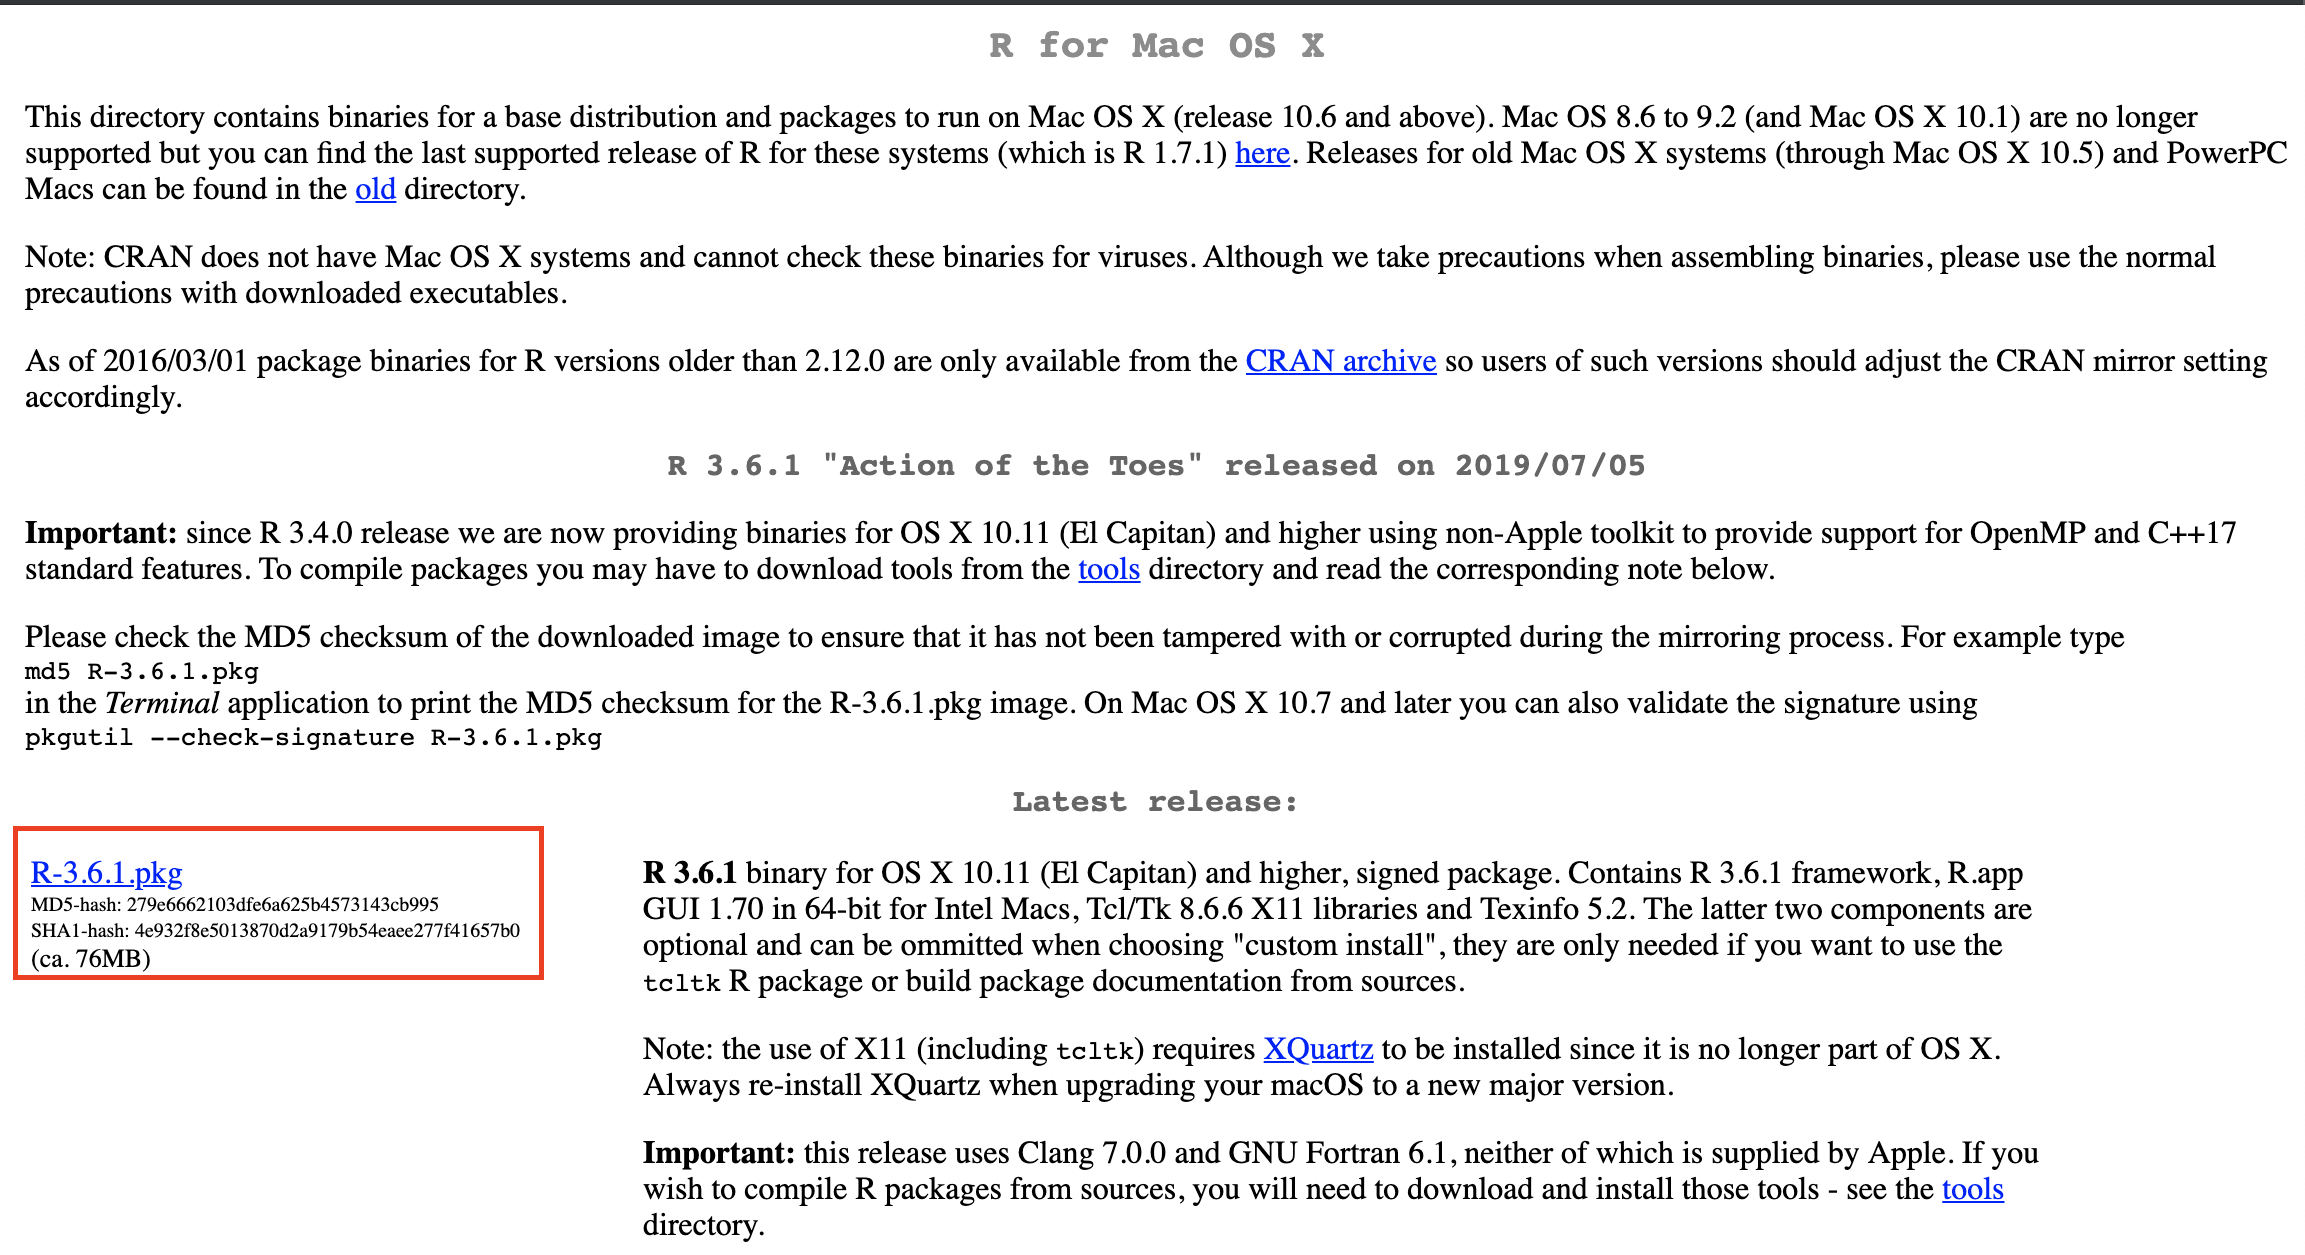 R for Mac OS X
This directory contains binaries for a base distribution and packages to run on Mac OS X (release 10.6 and above). Mac OS 8.6 to 9.2 (and Mac OS X 10.1) are no longer
supported but you can find the last supported release of R for these systems (which is R 1.7.1) here. Releases for old Mac OS X systems (through Mac OS X 10.5) and PowerPC
Macs can be found in the old directory.
Note: CRAN does not have Mac OS X systems and cannot check these binaries for viruses. Although we take precautions when assembling binaries, please use the normal
precautions with downloaded executables.
As of 2016/03/01 package binaries for R versions older than 2.12.0 are only available from the CRAN archive so users of such versions should adjust the CRAN mirror setting
accordingly.
R 3.6.1 "Action of the Toes" released on 2019/07/05
Important: since R 3.4.0 release we are now providing binaries for OS X 10.11 (El Capitan) and higher using non-Apple toolkit to provide support for OpenMP and C++17
standard features. To compile packages you may have to download tools from the tools directory and read the corresponding note below.
Please check the MD5 checksum of the downloaded image to ensure that it has not been tampered with or corrupted during the mirroring process. For example type
md5 R-3.6.1.pkg
in the Terminal application to print the MD5 checksum for the R-3.6.1.pkg image. On Mac OS X 10.7 and later you can also validate the signature using
pkgutil --check-signature R-3.6.1.pkg
Latest release:
R-3.6.1.pkg
MD5-hash: 279e6662103dfe6a625b4573143cb995
SHA1-hash: 4e932f8e5013870d2a9179b54eaee277f41657b0
(ca. 76MB)
R 3.6.1 binary for OS X 10.11 (El Capitan) and higher, signed package. Contains R 3.6.1 framework, R.app
GUI 1.70 in 64-bit for Intel Macs, Tcl/Tk 8.6.6 X11 libraries and Texinfo 5.2. The latter two components are
optional and can be ommitted when choosing "custom install", they are only needed if you want to use the
tcltk R package or build package documentation from sources.
Note: the use of X11 (including tcltk) requires XQuartz to be installed since it is no longer part of OS X.
Always re-install XQuartz when upgrading your macOS to a new major version.
Important: this release uses Clang 7.0.0 and GNU Fortran 6.1, neither of which is supplied by Apple. If you
wish to compile R packages from sources, you will need to download and install those tools - see the tools
directory.